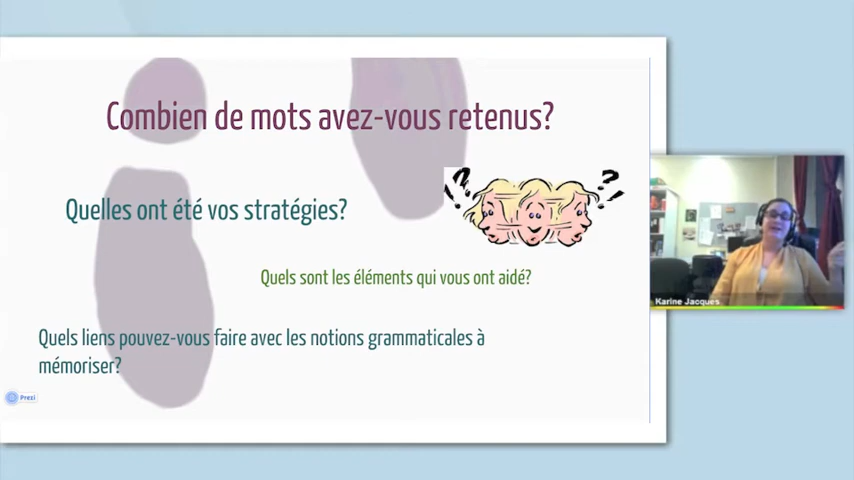 Combien de mots avez-vous retenus?
Quelles ont été vos stratégies?
Quels sont les éléments qui vous ont aidé?
Quels liens pouvez-vous faire avec les notions grammaticales à
mémoriser?
Prezi
Karine Jacques